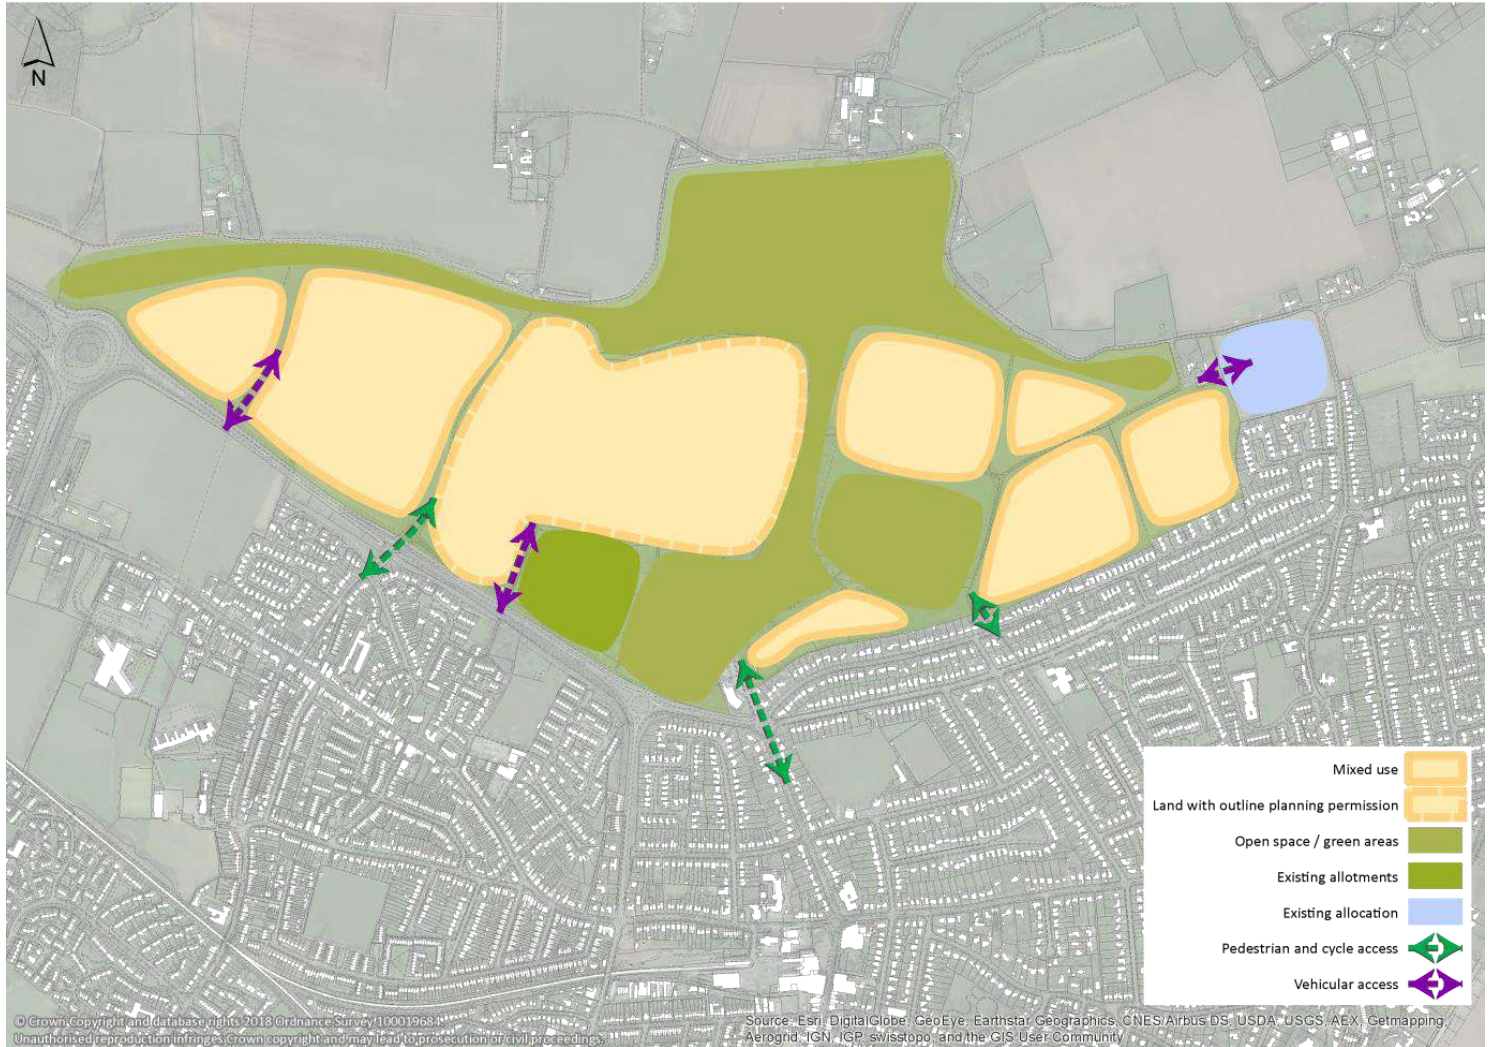 N
Mixed use
Land with outline planning permission
Open space / green areas
Existing allotments
Existing allocation
Pedestrian and cycle access
Vehicular access
© Crown Copyright and database rights 2018 Ordnance Survey 100019684.
Unauthorised reproduction infringes Crown copyright and may lead to prosecution or civil proceedings.
Source: Esri, DigitalGlobe, GeoEye, Earthstar Geographics, CNES/Airbus DS, USDA, USGS, AEX, Getmapping,
Aerogrid, IGN, IGP, swisstopo, and the GIS User Community